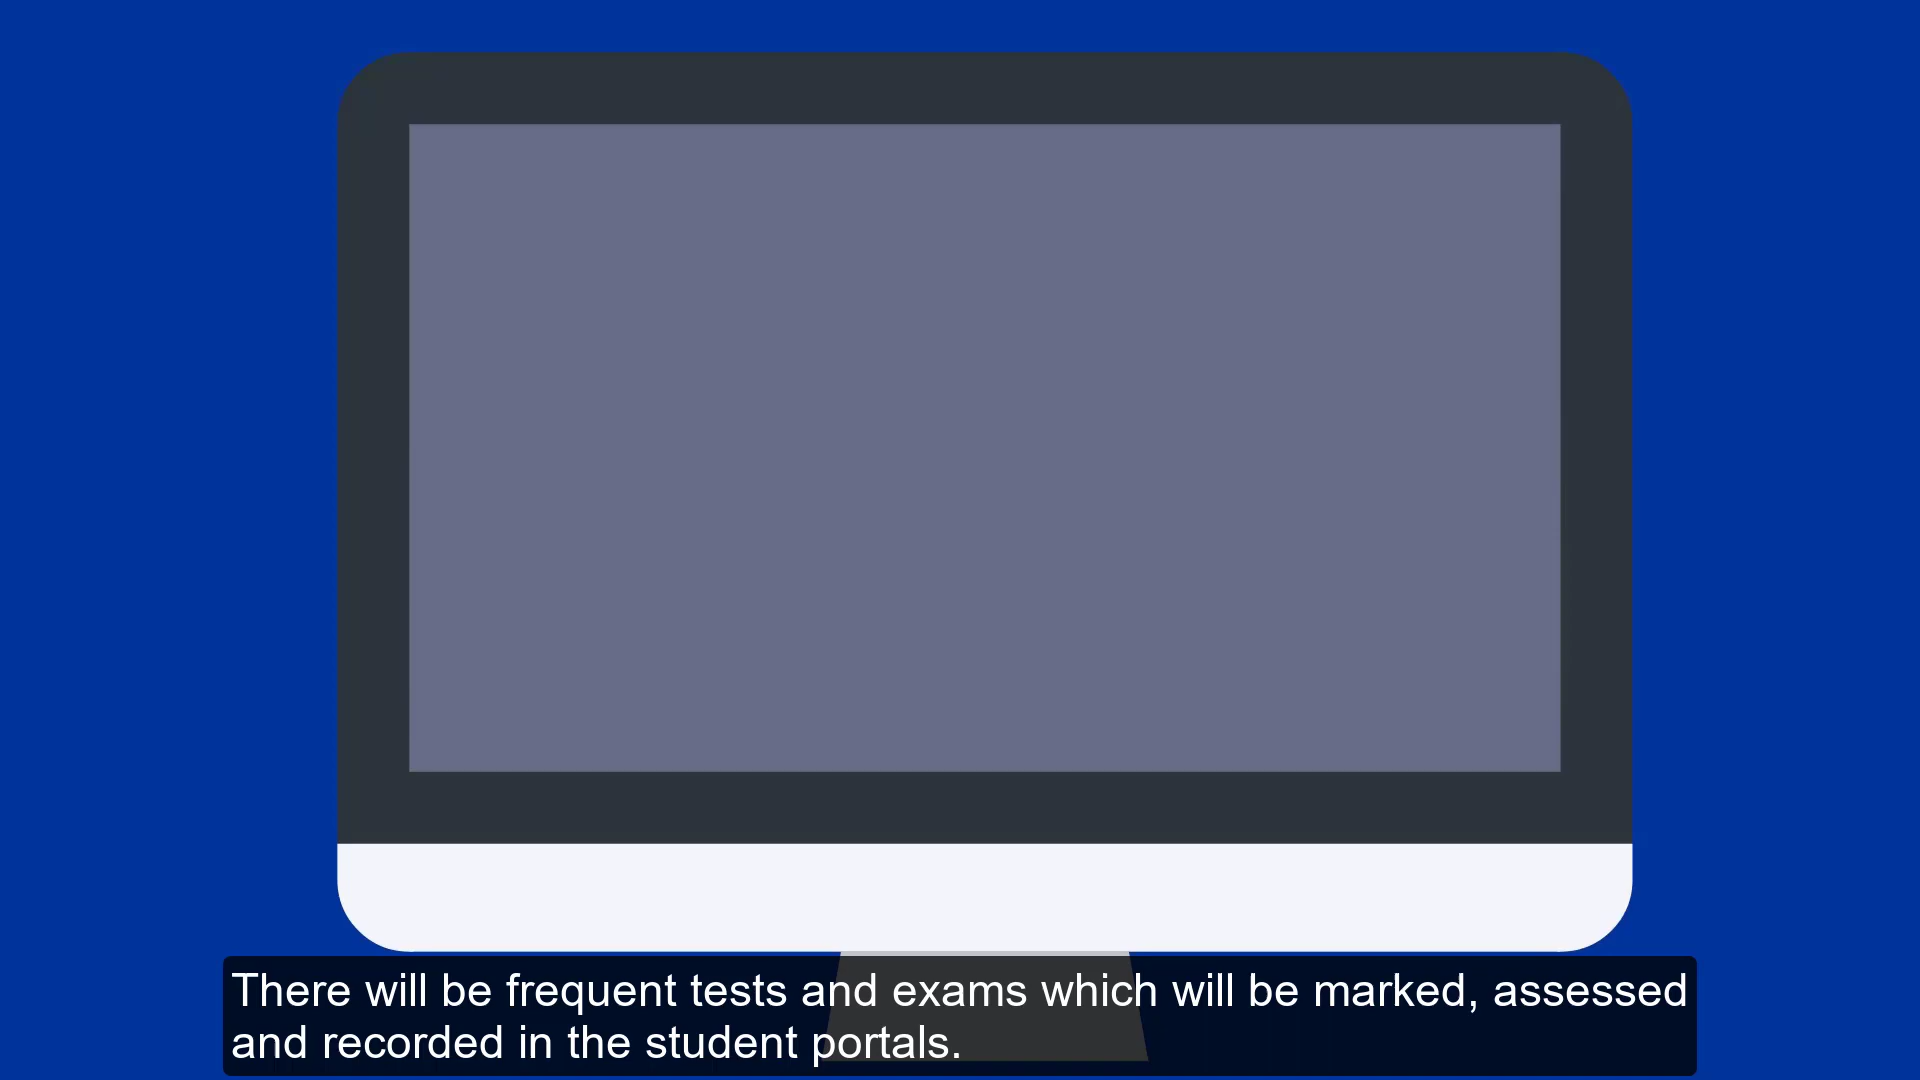 There will be frequent tests and exams which will be marked, assessed
and recorded in the student portals.